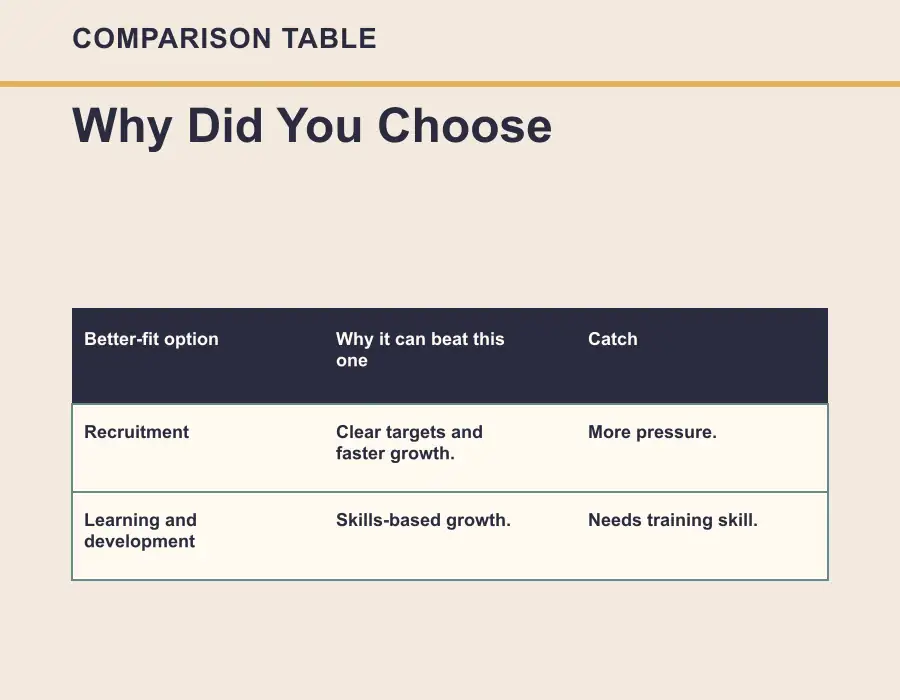 COMPARISON TABLE
Why Did You Choose
Better-fit option
Why it can beat this
one
Catch
Recruitment
Clear targets and
faster growth.
More pressure.
Learning and
development
Skills-based growth.
Needs training skill.